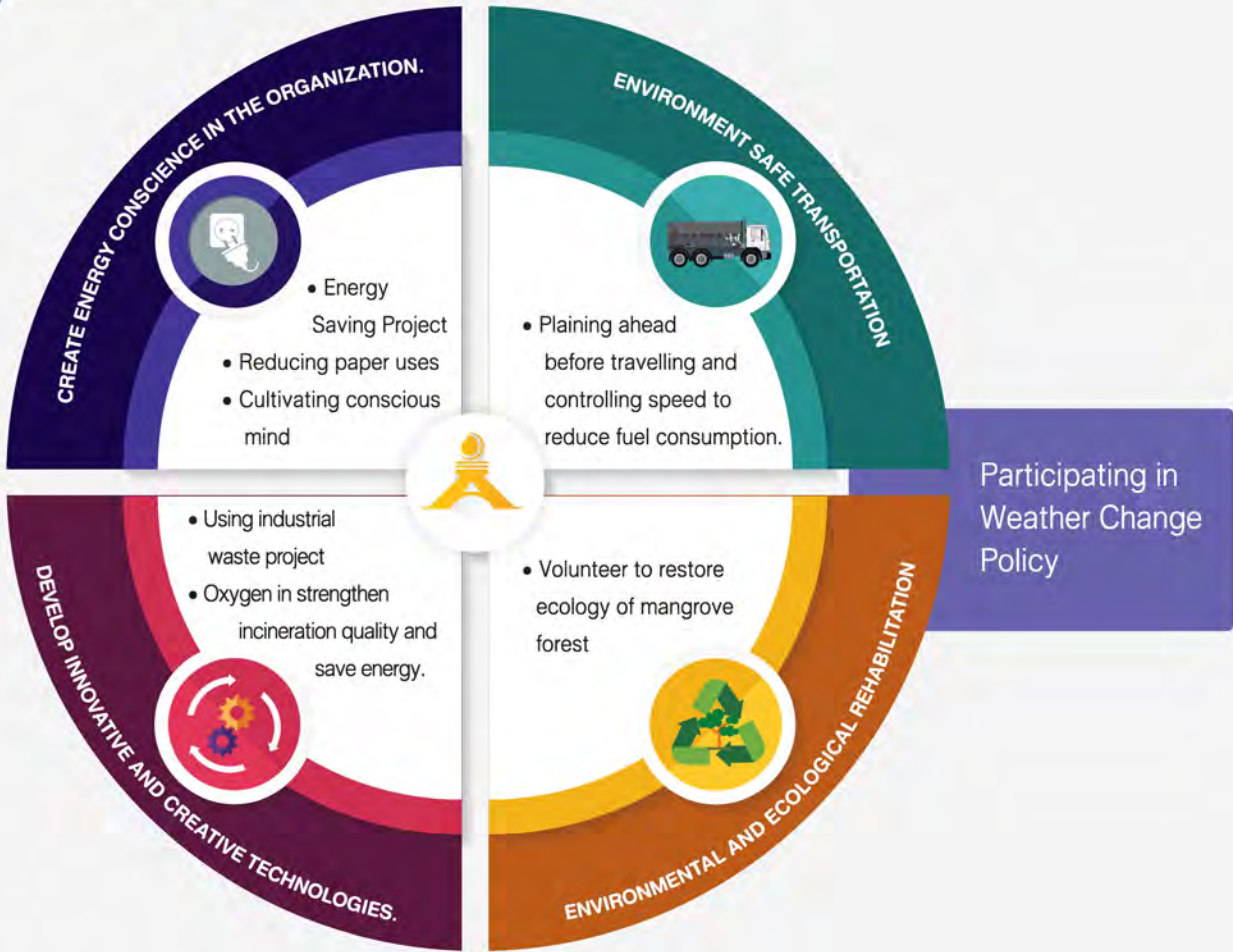 CREATE ENERGY CONSCIENCE IN THE ORGANIZATION.
• Energy
Saving Project
• Reducing paper uses
• Cultivating conscious
mind
ENVIRONMENT SAFE TRANSPORTATION
• Plaining ahead
before travelling and
controlling speed to
reduce fuel consumption.
DEVELOP INNOVATIVE AND CREATIVE TECHNOLOGIES.
• Using industrial
waste project
• Oxygen in strengthen
incineration quality and
save energy.
ENVIRONMENTAL AND ECOLOGICAL REHABILITATION
• Volunteer to restore
ecology of mangrove
forest
Participating in
Weather Change
Policy